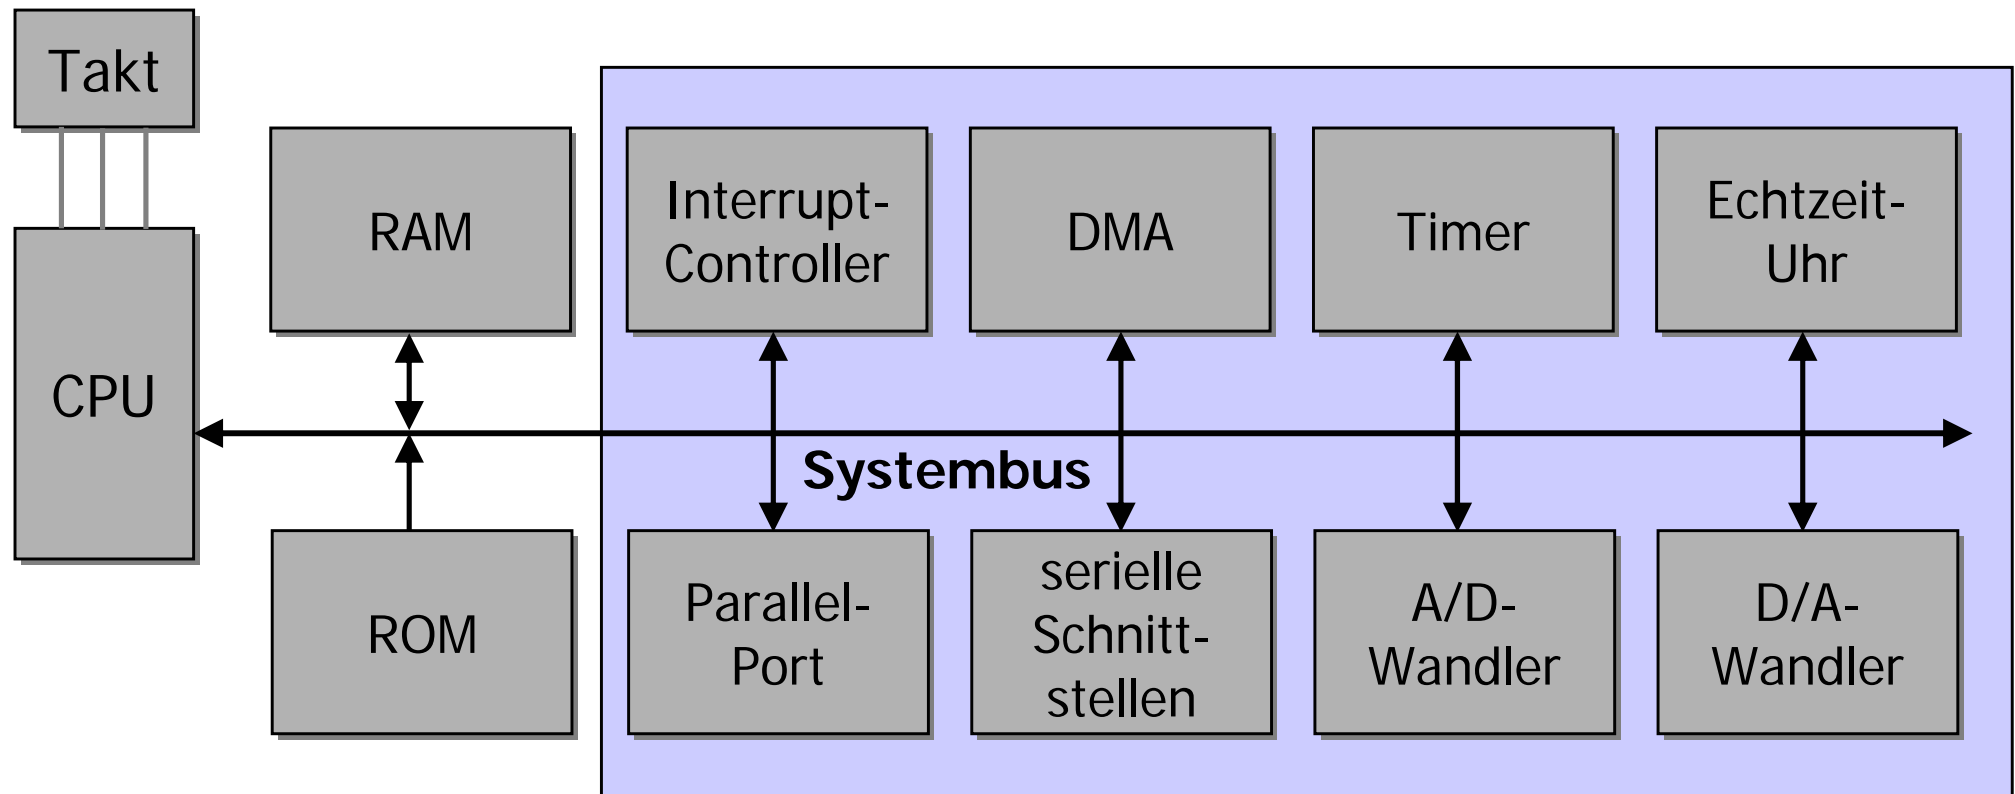 Takt
CPU
RAM
Interrupt-
Controller
DMA
Timer
Echtzeit-
Uhr
Systembus
ROM
Parallel-
Port
serielle
Schnitt-
stellen
A/D-
Wandler
D/A-
Wandler